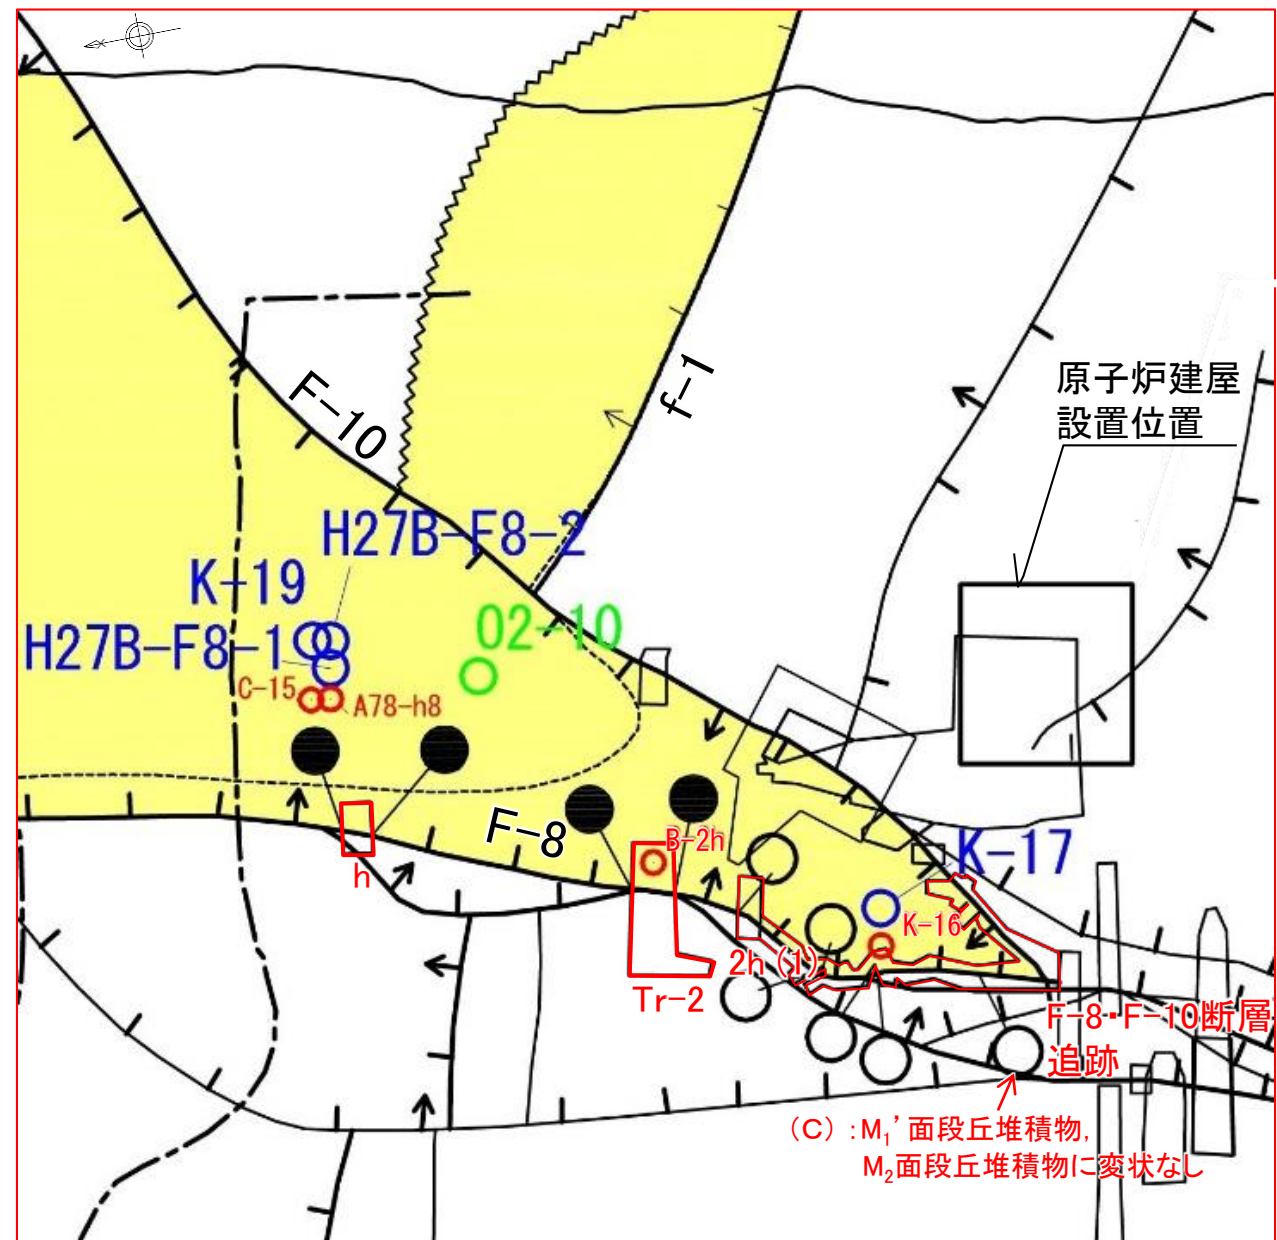 f-1
原子炉建屋
設置位置
F-10
H27B-F8-2
K-19
02-10
H27B-F8-1
C-15
A78-h8
F-8
B-2h
K-17
h
K-16
2h (1)
Tr-2
F-8・F-10断層
追跡
(C) :M₁’面段丘堆積物,
M₂面段丘堆積物に変状なし